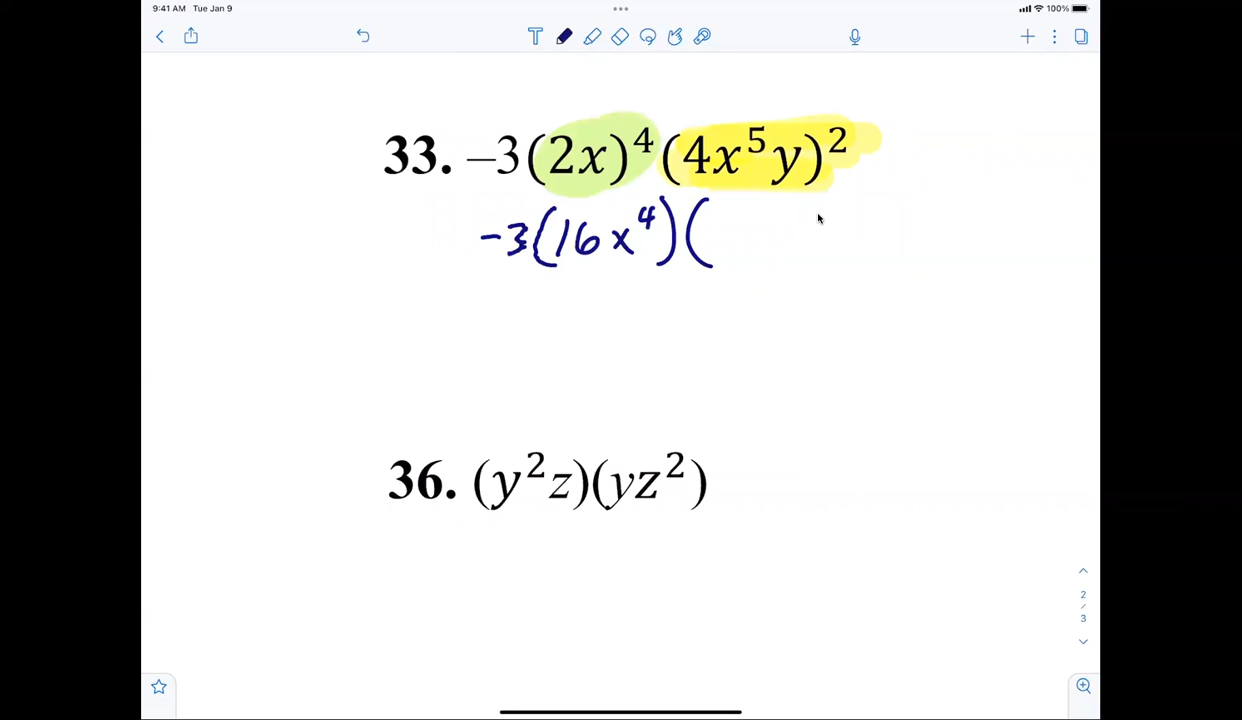 9:41 AM Tue Jan 9
100%
33. –3(2x)⁴(4x⁵y)²
-3(16x⁴)(
36. (y²z)(yz²)
2
/
3